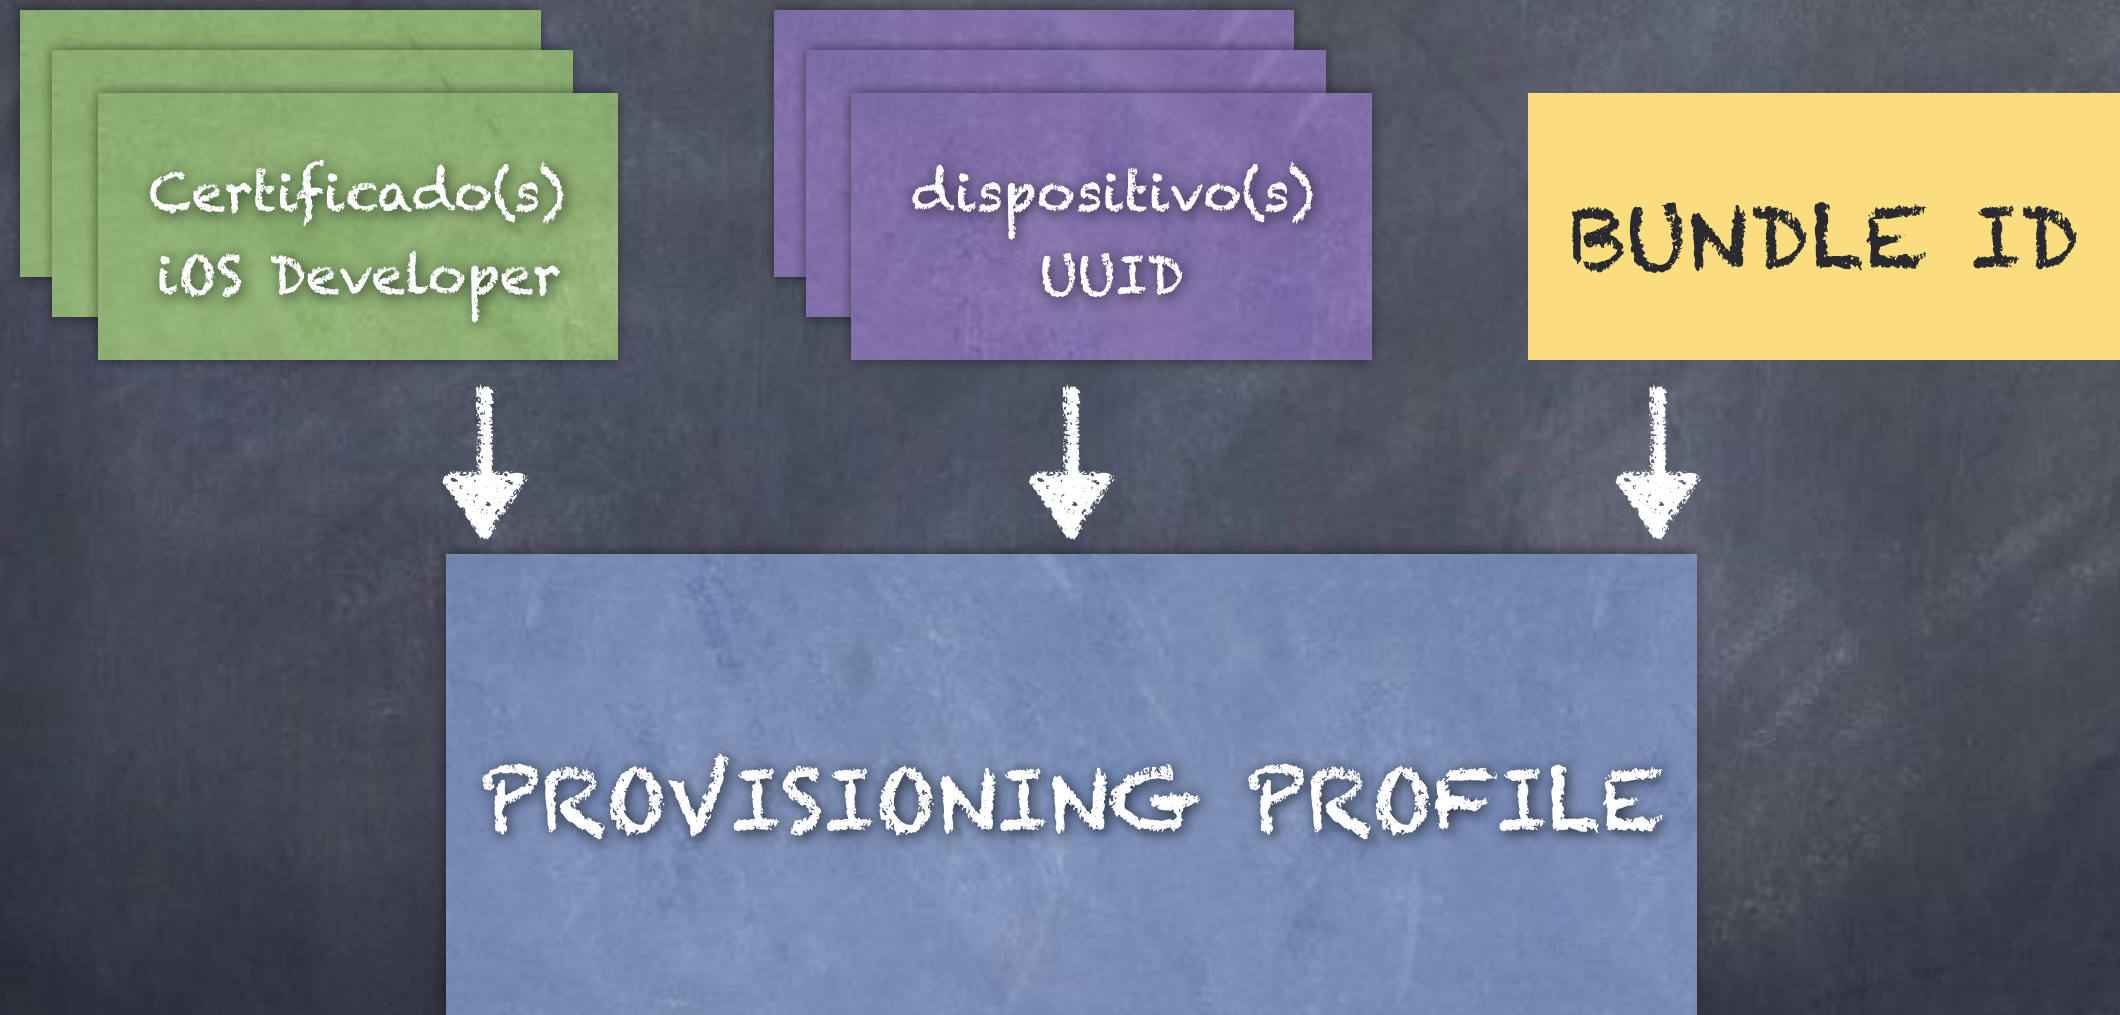 Certificado(s)
iOS Developer
dispositivo(s)
UUID
BUNDLE ID
PROVISIONING PROFILE